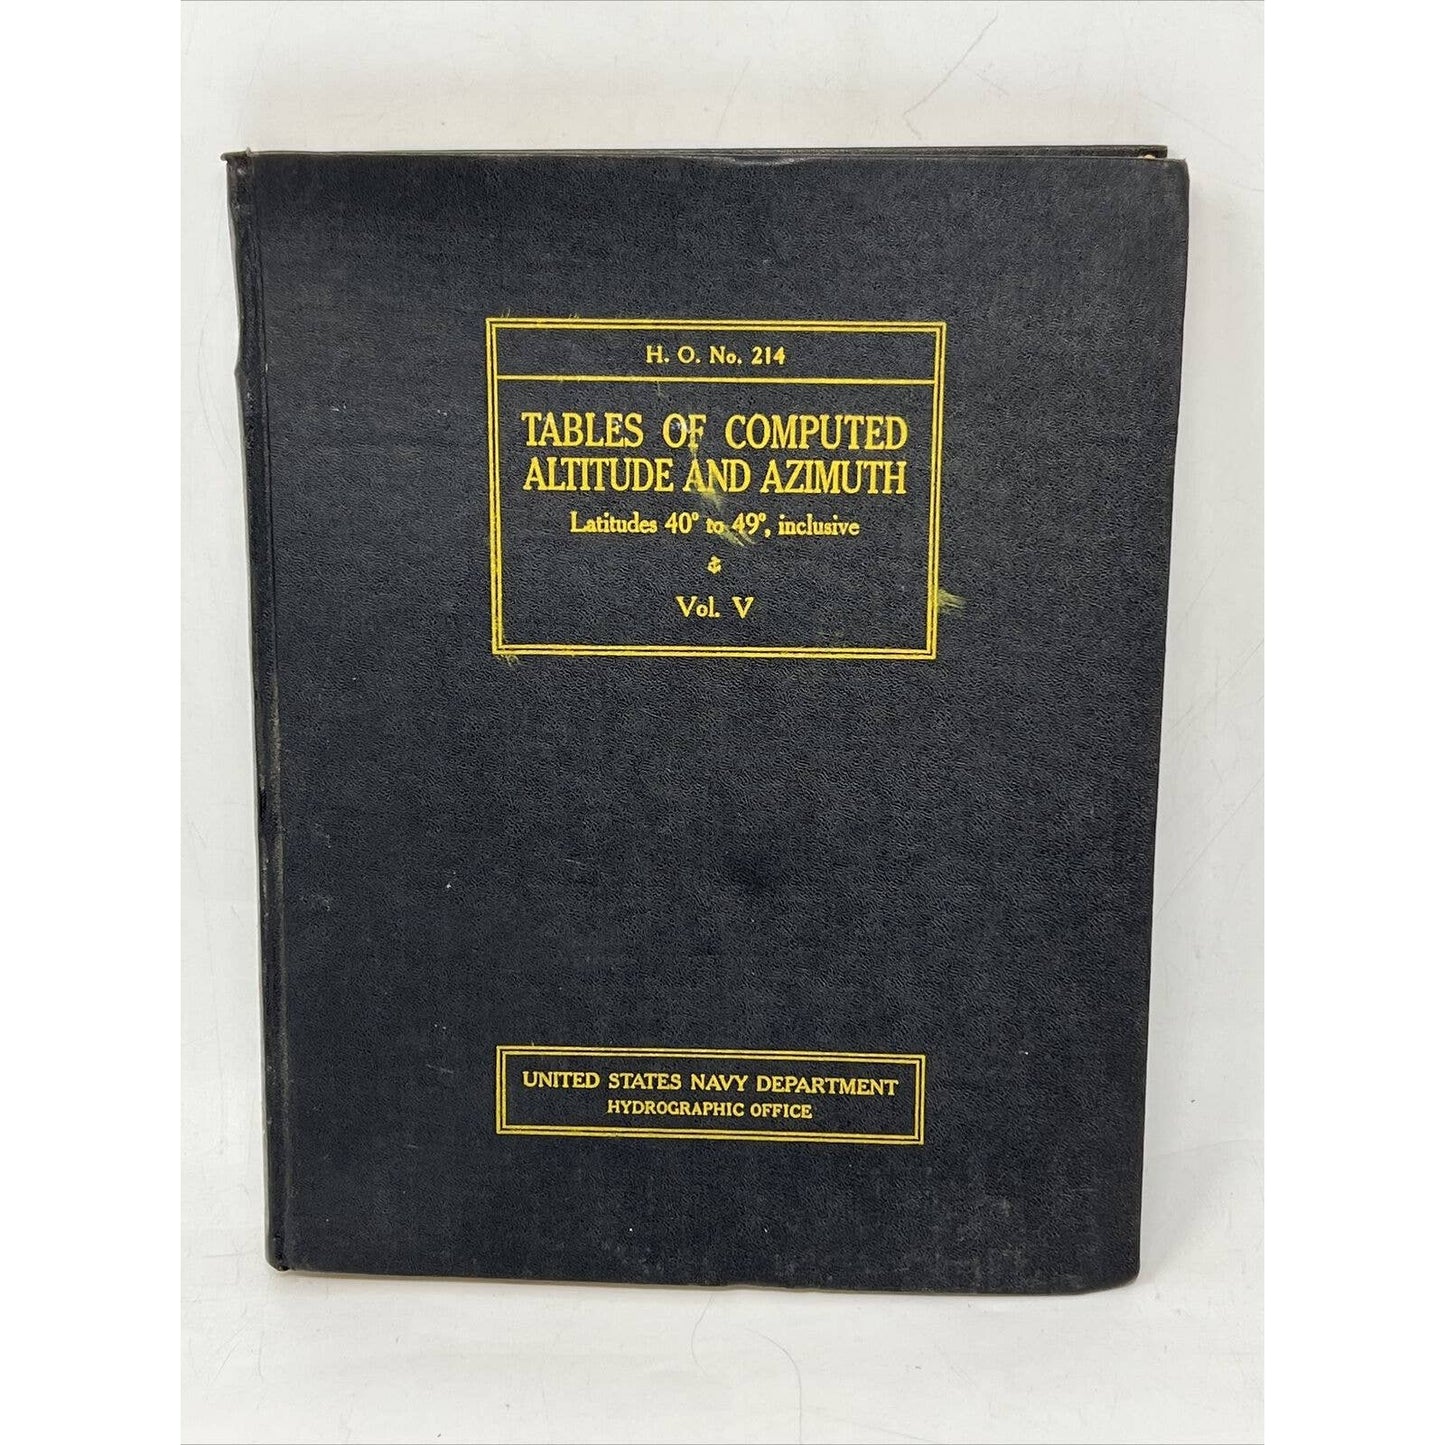 H. O. No. 214
TABLES OF COMPUTED
ALTITUDE AND AZIMUTH
Latitudes 40° to 49°, inclusive
Vol. V
UNITED STATES NAVY DEPARTMENT
HYDROGRAPHIC OFFICE